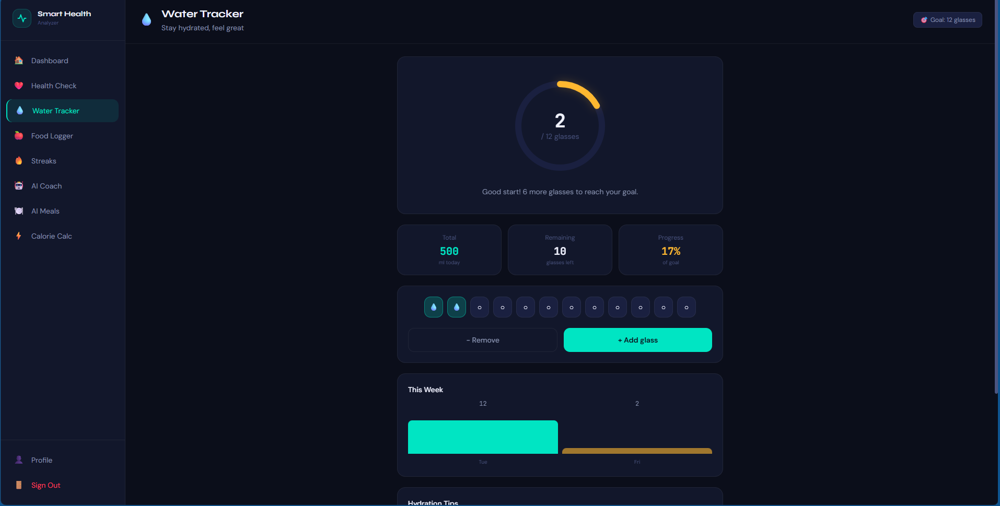 Smart Health
Analyzer
Dashboard
Health Check
Water Tracker
Food Logger
Streaks
AI Coach
AI Meals
Calorie Calc
Profile
Sign Out
Water Tracker
Stay hydrated, feel great
Goal: 12 glasses
2
/ 12 glasses
Good start! 6 more glasses to reach your goal.
Total
500
ml today
Remaining
10
glasses left
Progress
17%
of goal
- Remove
+ Add glass
This Week
12
2
Tue
Fri
Hydration Tips